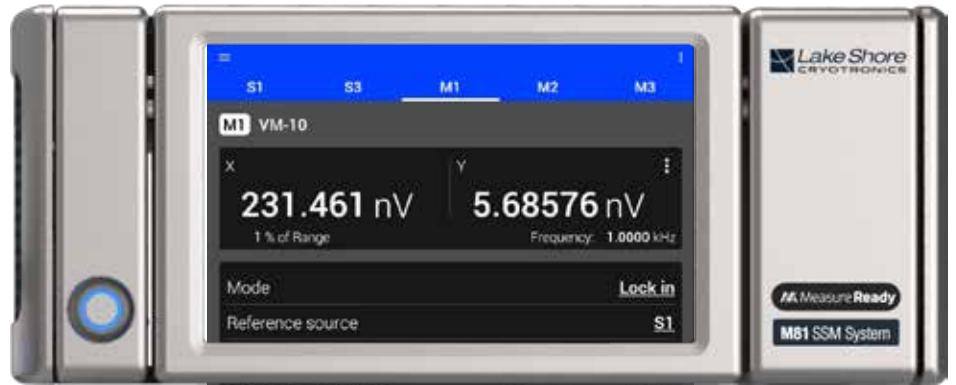 S1 S3 M1 M2 M3
M1 VM-10
X Y
231.461 nV 5.68576 nV
1 % of Range Frequency: 1.0000 kHz
Mode Lock in
Reference source S1
Lake Shore
CRYOTRONICS
MeasureReady
M81 SSM System